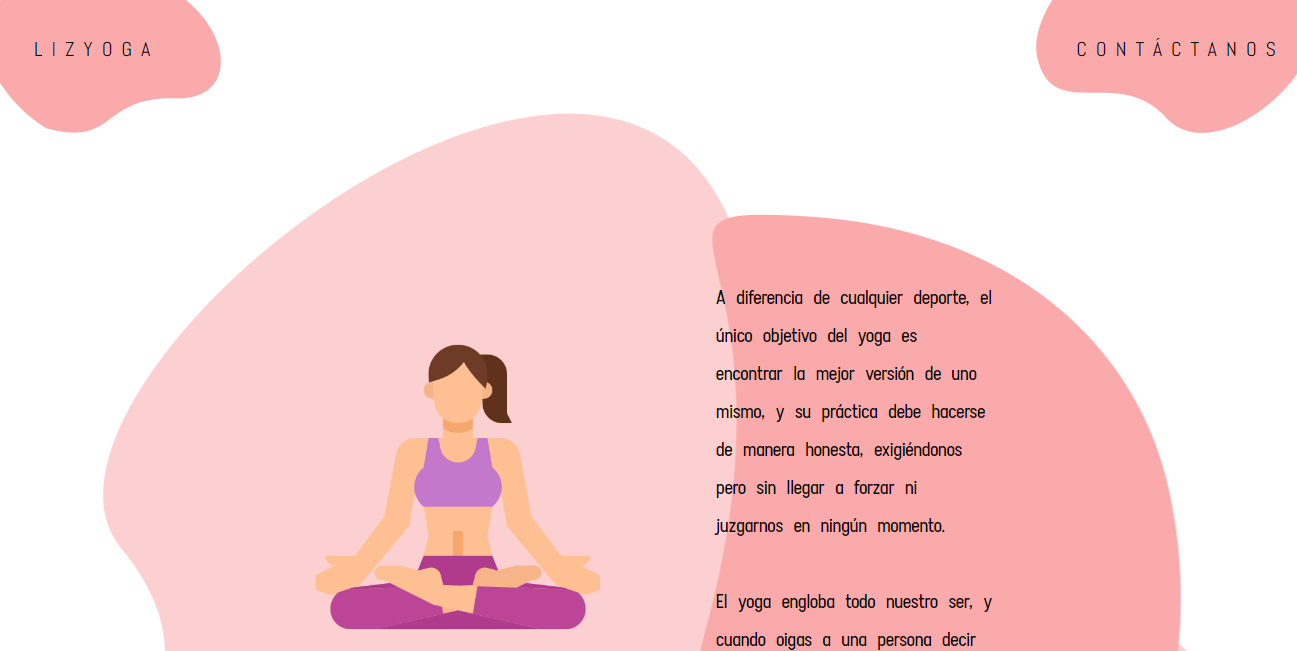 LIZYOGA
CONTÁCTANOS
A diferencia de cualquier deporte, el
único objetivo del yoga es
encontrar la mejor versión de uno
mismo, y su práctica debe hacerse
de manera honesta, exigiéndonos
pero sin llegar a forzar ni
juzgarnos en ningún momento.
El yoga engloba todo nuestro ser, y
cuando oigas a una persona decir